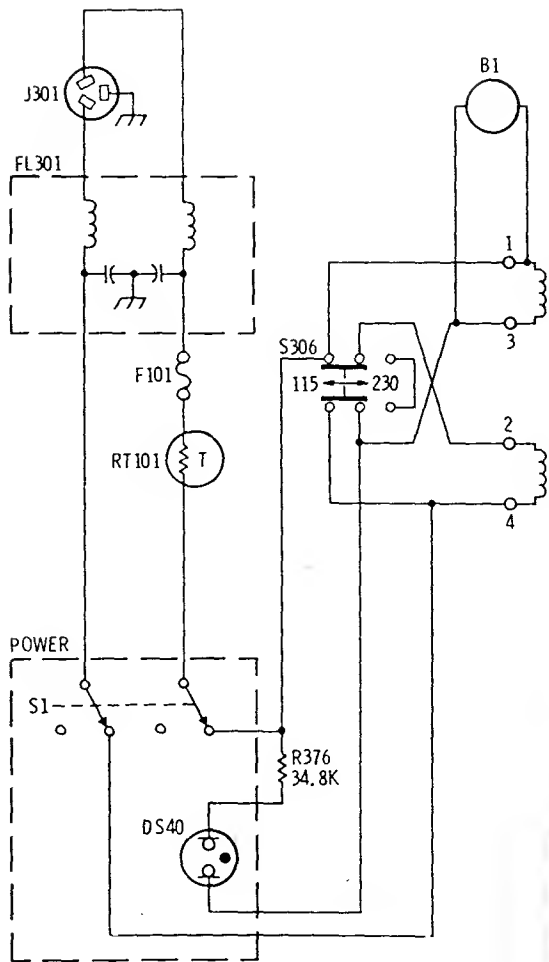 B1
J301
FL301
1
3
S306
115
230
F101
2
RT101
T
4
POWER
S1
R376
34.8K
DS40